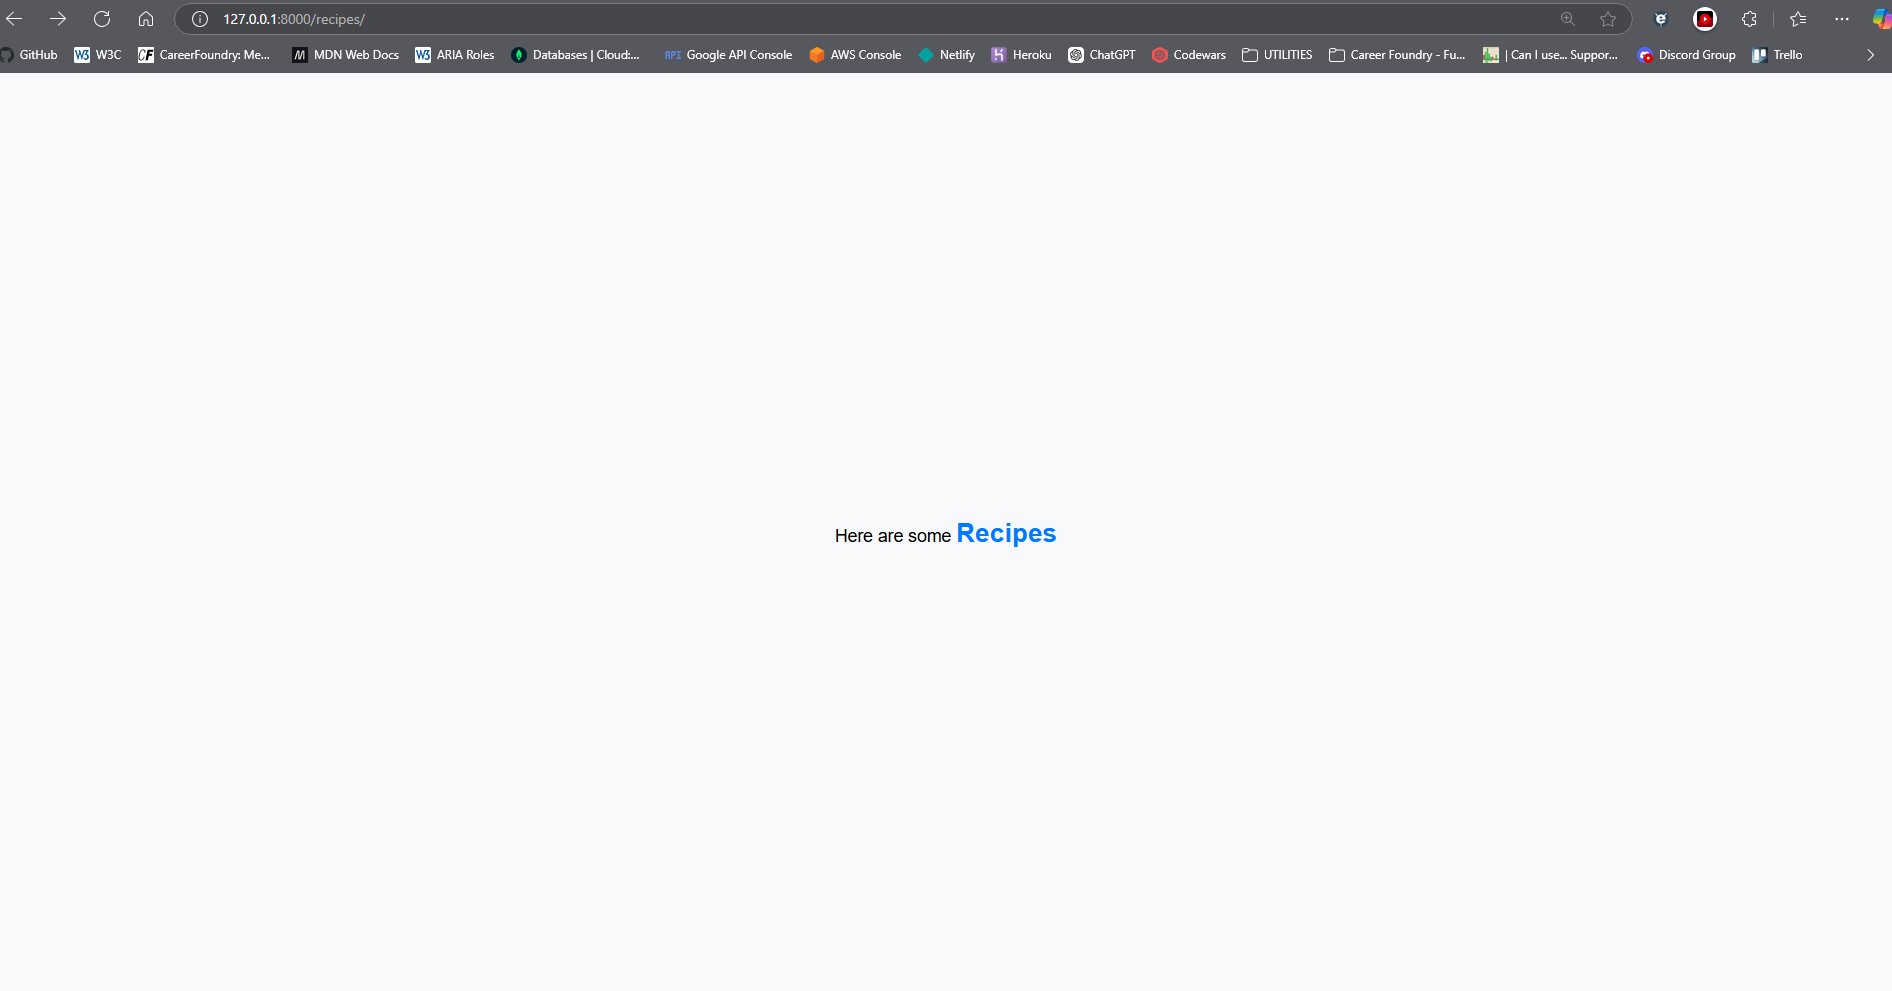 127.0.0.1:8000/recipes/
GitHub W3C CareerFoundry: Me... MDN Web Docs ARIA Roles Databases | Cloud:... API Google API Console AWS Console Netlify Heroku ChatGPT Codewars UTILITIES Career Foundry - Fu... | Can I use... Suppor... Discord Group Trello
Here are some Recipes